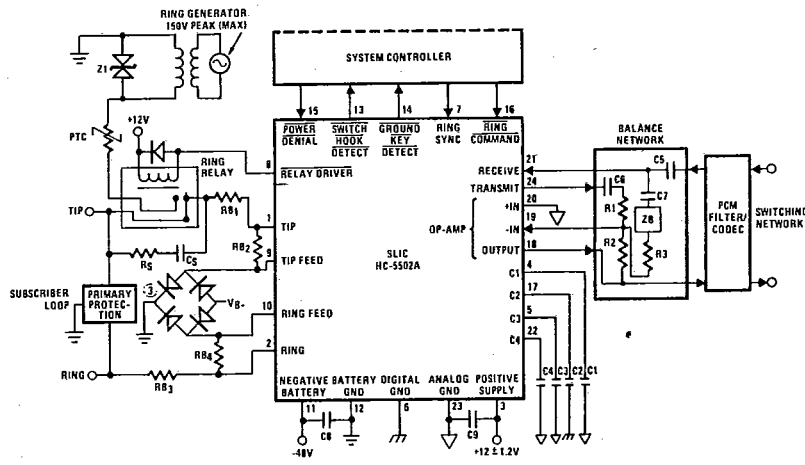 RING GENERATOR
150V PEAK (MAX)
Z1
SYSTEM CONTROLLER
15
13
14
7
16
POWER DENIAL
SWITCH HOOK DETECT
GROUND KEY DETECT
RING SYNC
RING COMMAND
PTC
+12V
RING RELAY
8
RELAY DRIVER
TIP
RB1
1
TIP
RB2
9
TIP FEED
RS
CS
SUBSCRIBER LOOP
PRIMARY PROTEC-TION
3
VB-
10
RING FEED
RB4
2
RING
RING
RB3
SLIC
HC-5502A
21
RECEIVE
24
TRANSMIT
20
+IN
19
-IN
OP-AMP
18
OUTPUT
4
C1
17
C2
5
C3
22
C4
BALANCE NETWORK
C5
C6
C7
R1
Z8
R2
R3
PCM FILTER/CODEC
SWITCHING NETWORK
C4
C3
C2
C1
NEGATIVE BATTERY
BATTERY GND
DIGITAL GND
ANALOG GND
POSITIVE SUPPLY
11
12
6
23
3
C8
C9
-48V
+12 ± 1.2V